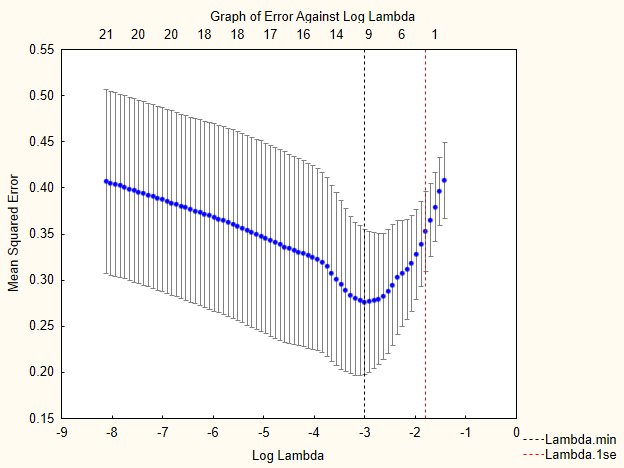 Graph of Error Against Log Lambda
21 20 20 18 18 17 16 14 9 6 1
0.55
0.50
0.45
0.40
0.35
0.30
0.25
0.20
0.15
Mean Squared Error
-9 -8 -7 -6 -5 -4 -3 -2 -1 0
Log Lambda
Lambda.min
Lambda.1se